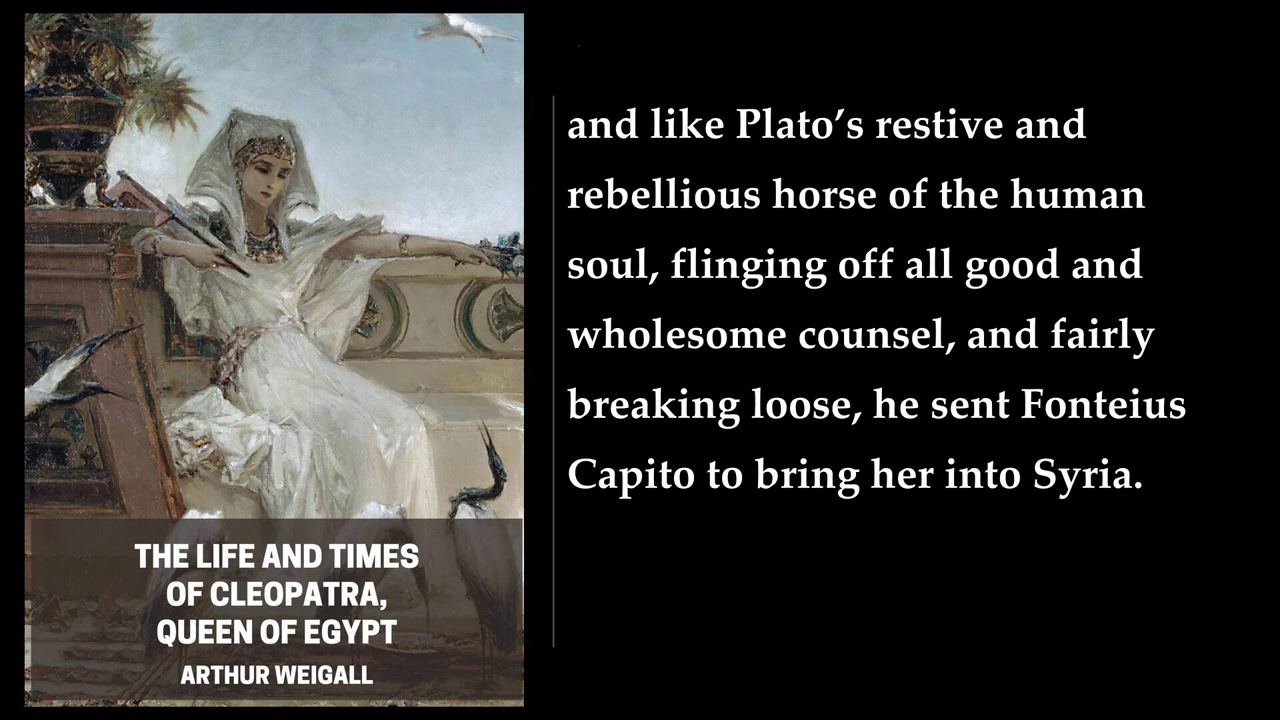 and like Plato’s restive and
rebellious horse of the human
soul, flinging off all good and
wholesome counsel, and fairly
breaking loose, he sent Fonteius
Capito to bring her into Syria.
THE LIFE AND TIMES
OF CLEOPATRA,
QUEEN OF EGYPT
ARTHUR WEIGALL